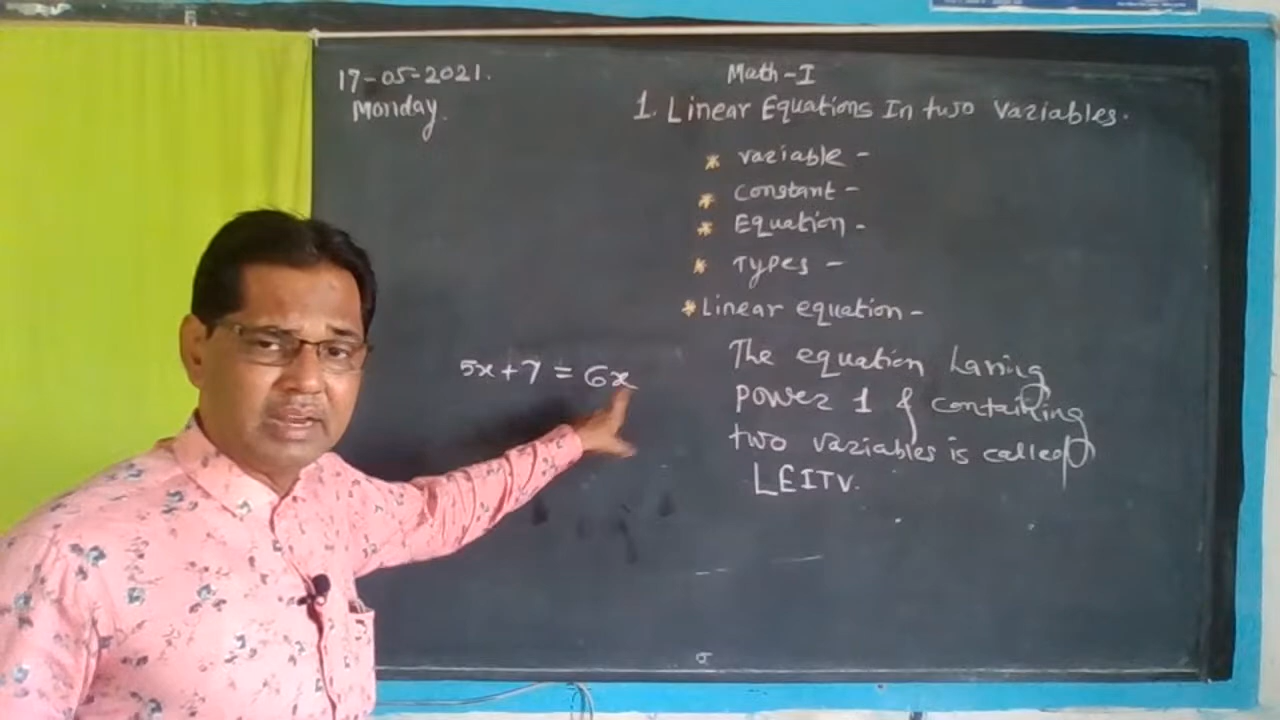 17-05-2021.
Monday.
Math-I
1. Linear Equations In two Variables.
* Variable -
* Constant -
* Equation -
* Types -
* Linear equation -
The equation having
power 1 & containing
two variables is called
LEITV.
5x+7 = 6x